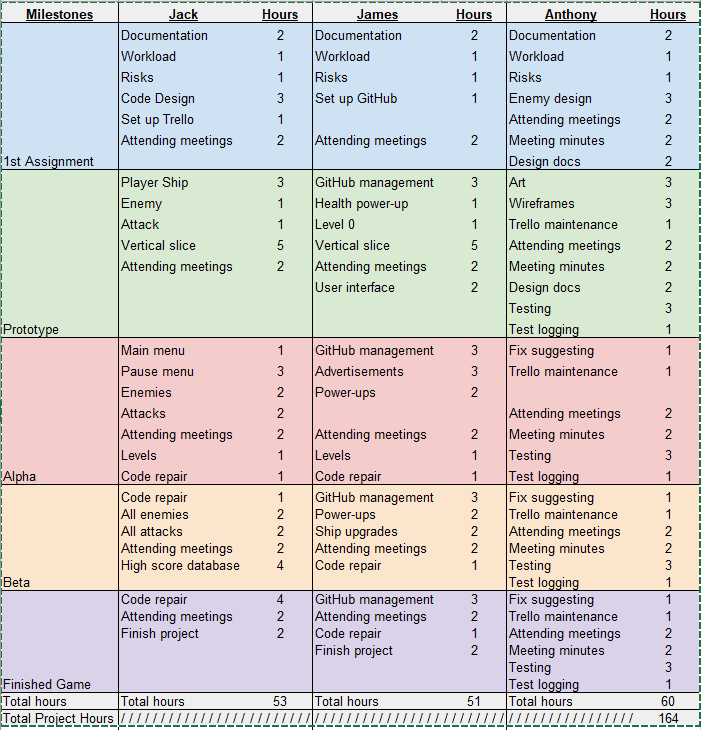 Milestones Jack Hours James Hours Anthony Hours
Documentation 2 Documentation 2 Documentation 2
Workload 1 Workload 1 Workload 1
Risks 1 Risks 1 Risks 1
Code Design 3 Set up GitHub 1 Enemy design 3
Set up Trello 1 Attending meetings 2
Attending meetings 2 Attending meetings 2 Meeting minutes 2
1st Assignment Design docs 2
Player Ship 3 GitHub management 3 Art 3
Enemy 1 Health power-up 1 Wireframes 3
Attack 1 Level 0 1 Trello maintenance 1
Vertical slice 5 Vertical slice 5 Attending meetings 2
Attending meetings 2 Attending meetings 2 Meeting minutes 2
User interface 2 Design docs 2
Testing 3
Prototype Test logging 1
Main menu 1 GitHub management 3 Fix suggesting 1
Pause menu 3 Advertisements 3 Trello maintenance 1
Enemies 2 Power-ups 2
Attacks 2 Attending meetings 2
Attending meetings 2 Attending meetings 2 Meeting minutes 2
Levels 1 Levels 1 Testing 3
Alpha Code repair 1 Code repair 1 Test logging 1
Code repair 1 GitHub management 3 Fix suggesting 1
All enemies 2 Power-ups 2 Trello maintenance 1
All attacks 2 Ship upgrades 2 Attending meetings 2
Attending meetings 2 Attending meetings 2 Meeting minutes 2
High score database 4 Code repair 1 Testing 3
Beta Test logging 1
Code repair 4 GitHub management 3 Fix suggesting 1
Attending meetings 2 Attending meetings 2 Trello maintenance 1
Finish project 2 Code repair 1 Attending meetings 2
Finish project 2 Meeting minutes 2
Testing 3
Finished Game Test logging 1
Total hours Total hours 53 Total hours 51 Total hours 60
Total Project Hours / / / / / / / / / / / / / / / / / / / / / / / / / / / / / / / / / / / / / / / / / / / / / / / / / / / / / / / / / / / / / / / 164